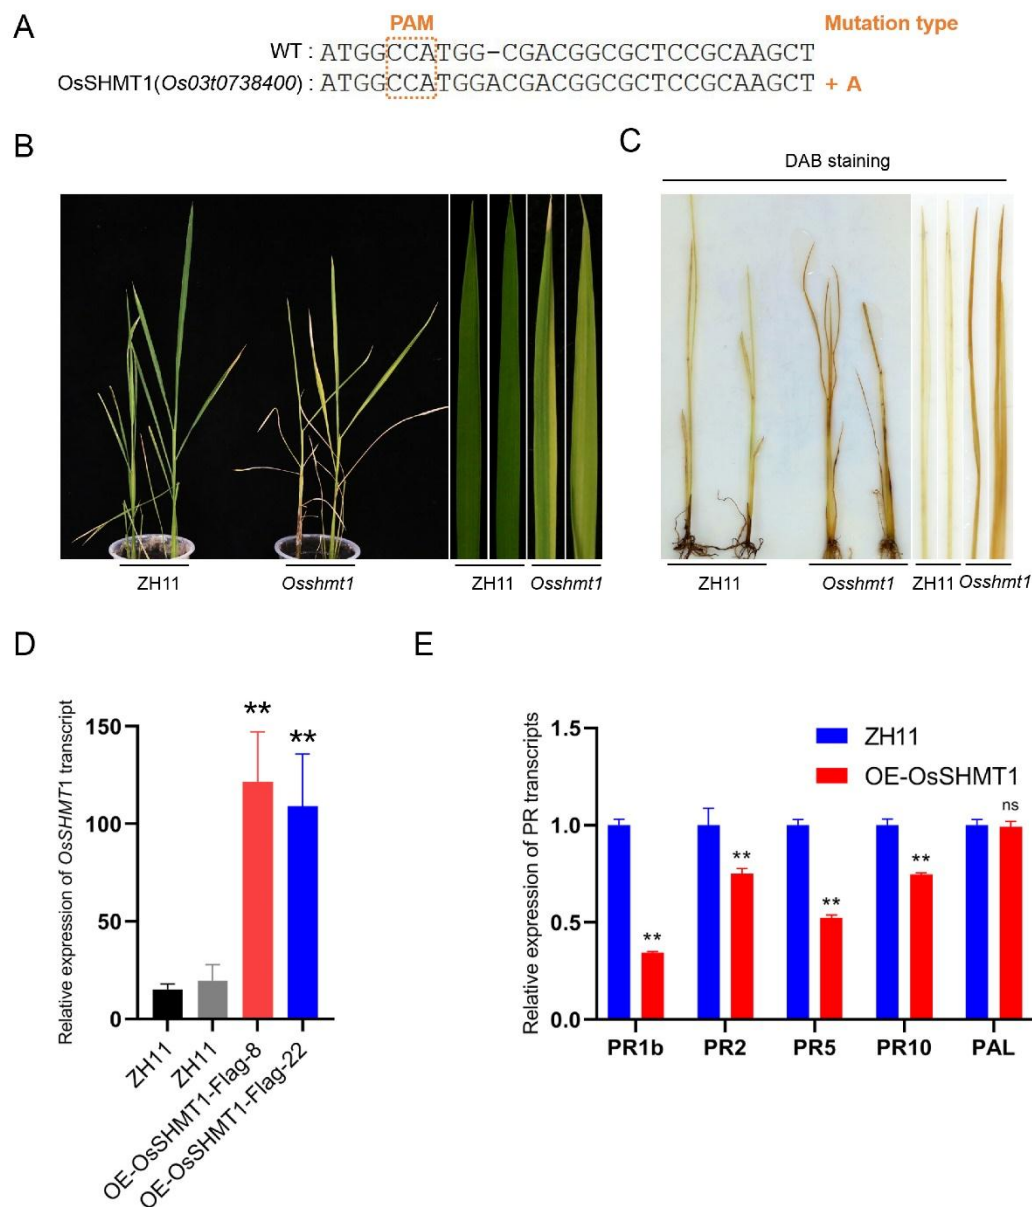 A
PAM
Mutation type
WT : ATGGCCATGG-CGACGGCGCTCCGCAAGCT
OsSHMT1(Os03t0738400) : ATGGCCATGGACGACGGCGCTCCGCAAGCT + A
B
ZH11
Osshmt1
ZH11
Osshmt1
C
DAB staining
ZH11
Osshmt1
ZH11
Osshmt1
D
Relative expression of OsSHMT1 transcript
150
100
50
0
**
**
ZH11
ZH11
OE-OsSHMT1-Flag-8
OE-OsSHMT1-Flag-22
E
Relative expression of PR transcripts
1.5
1.0
0.5
0.0
ZH11
OE-OsSHMT1
**
**
**
**
ns
PR1b
PR2
PR5
PR10
PAL